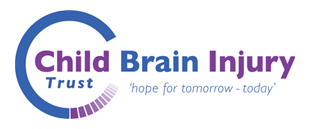 Child Brain Injury
Trust
'hope for tomorrow - today'